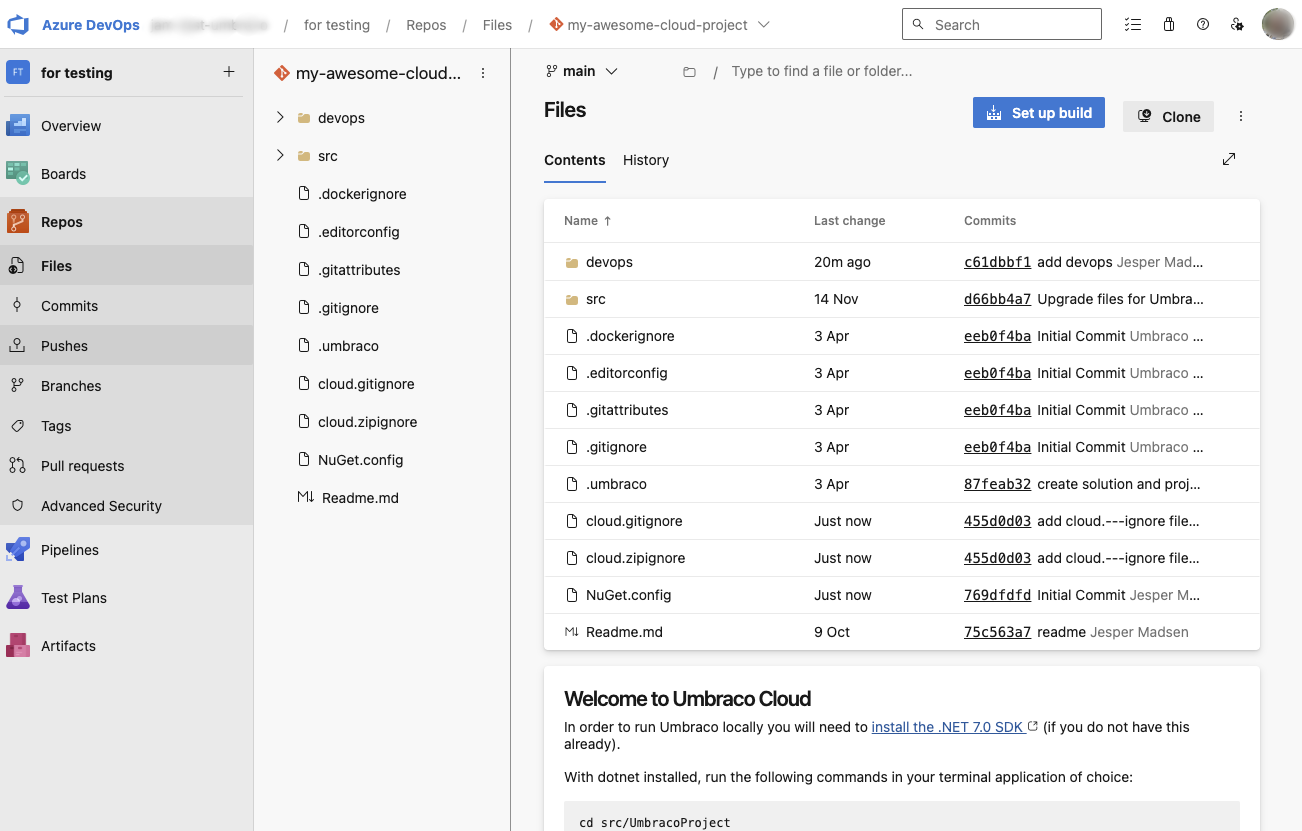 Azure DevOps / for testing / Repos / Files / my-awesome-cloud-project Search
FT for testing
Overview
Boards
Repos
Files
Commits
Pushes
Branches
Tags
Pull requests
Advanced Security
Pipelines
Test Plans
Artifacts
my-awesome-cloud...
devops
src
.dockerignore
.editorconfig
.gitattributes
.gitignore
.umbraco
cloud.gitignore
cloud.zipignore
NuGet.config
Readme.md
main / Type to find a file or folder...
Files
Set up build
Clone
Contents History
Name ↑ Last change Commits
devops 20m ago c61dbbf1 add devops Jesper Mad...
src 14 Nov d66bb4a7 Upgrade files for Umbra...
.dockerignore 3 Apr eeb0f4ba Initial Commit Umbraco ...
.editorconfig 3 Apr eeb0f4ba Initial Commit Umbraco ...
.gitattributes 3 Apr eeb0f4ba Initial Commit Umbraco ...
.gitignore 3 Apr eeb0f4ba Initial Commit Umbraco ...
.umbraco 3 Apr 87feab32 create solution and proj...
cloud.gitignore Just now 455d0d03 add cloud.---ignore file...
cloud.zipignore Just now 455d0d03 add cloud.---ignore file...
NuGet.config Just now 769dfdfd Initial Commit Jesper M...
Readme.md 9 Oct 75c563a7 readme Jesper Madsen
Welcome to Umbraco Cloud
In order to run Umbraco locally you will need to install the .NET 7.0 SDK (if you do not have this
already).
With dotnet installed, run the following commands in your terminal application of choice:
cd src/UmbracoProject